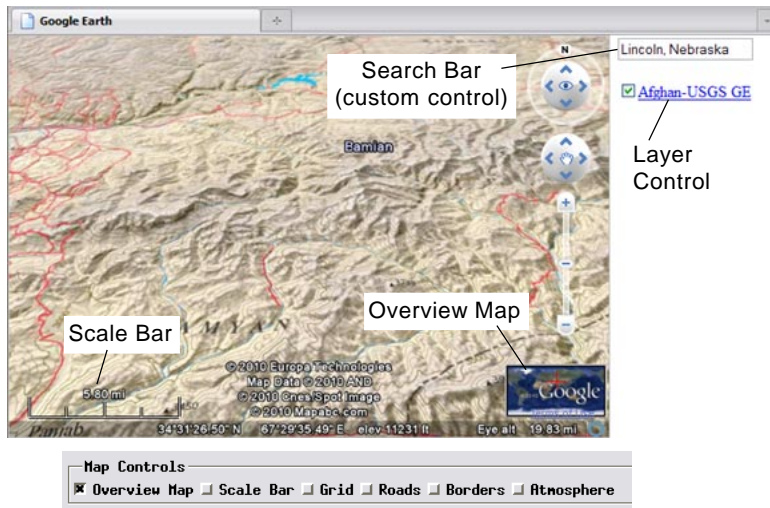 Google Earth
N
Lincoln, Nebraska
Search Bar
(custom control)
Afghan-USGS GE
Bamian
Layer
Control
Overview Map
Scale Bar
AMYAN
© 2010 Europa Technologies
Map Data © 2010 AND
© 2010 Cnes/Spot Image
© 2010 Mapabc.com
Google
5.80 mi
Panjab
34°31'26.50" N 67°29'35.49" E elev 11231 ft Eye alt 19.83 mi
Map Controls
Overview Map Scale Bar Grid Roads Borders Atmosphere